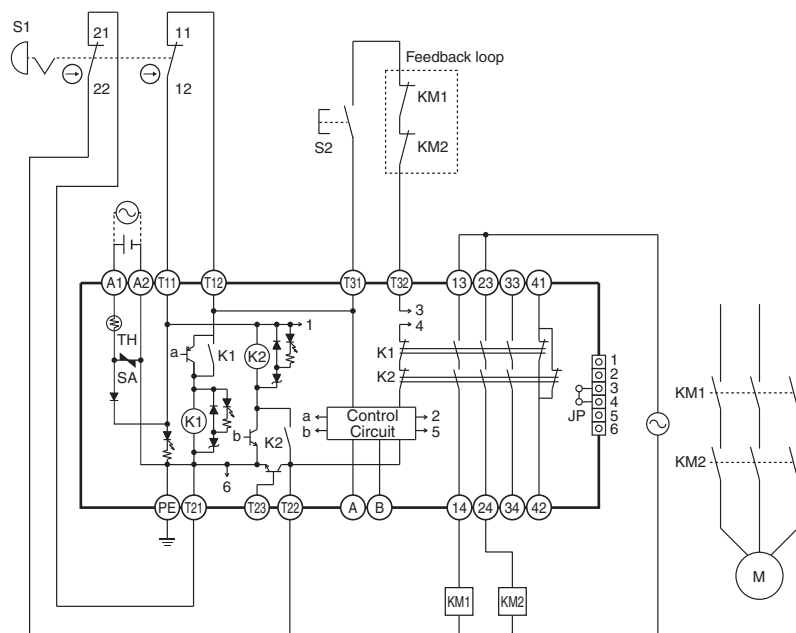 S1
21
11
22
12
Feedback loop
KM1
KM2
S2
A1 A2 T11 T12 T31 T32 13 23 33 41
TH
SA
a
K1
K2
1
3
4
K1
K2
K1
b
K2
a
b
Control
Circuit
2
5
6
JP
1
2
3
4
5
6
PE T21 T23 T22 A B 14 24 34 42
KM1
KM2
KM1
KM2
M